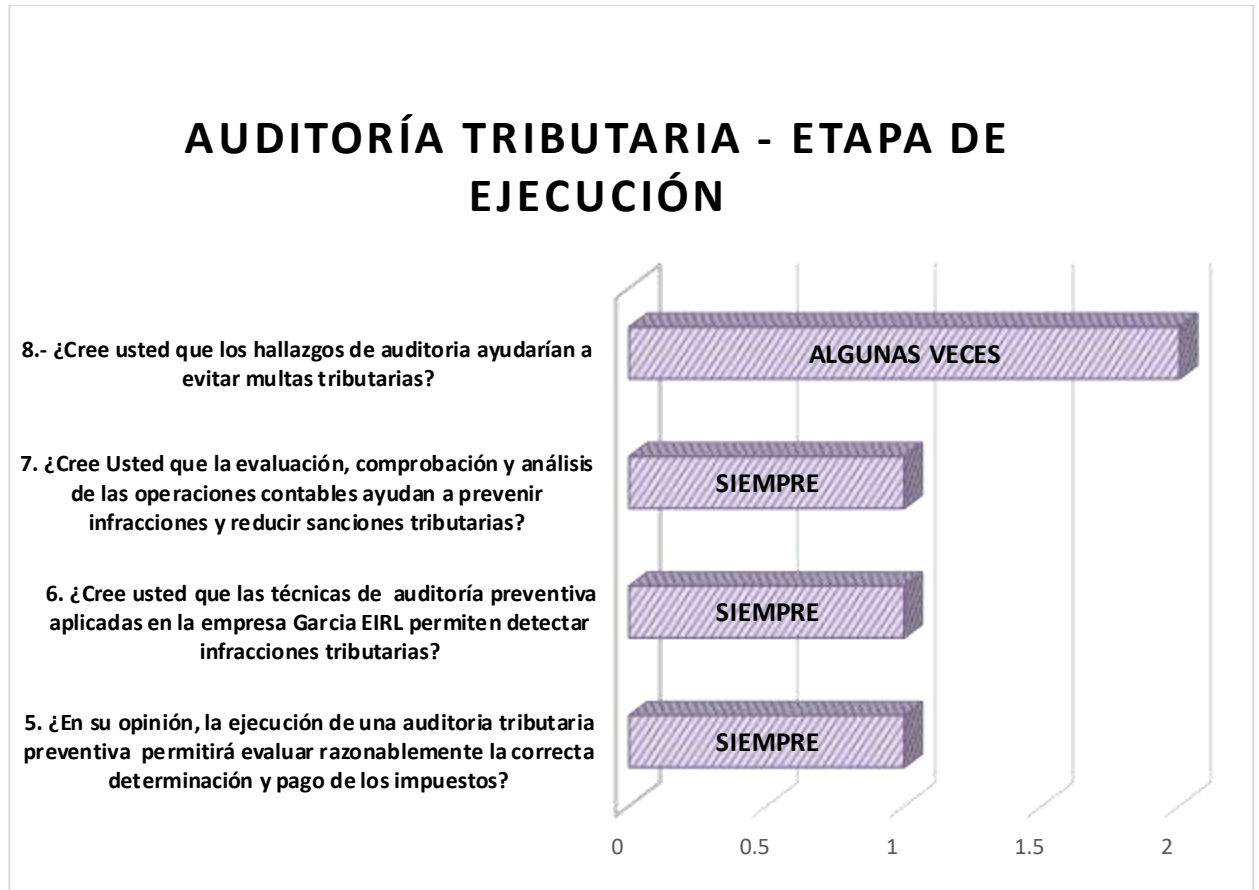 AUDITORÍA TRIBUTARIA - ETAPA DE
EJECUCIÓN
8.- ¿Cree usted que los hallazgos de auditoria ayudarían a
evitar multas tributarias?
ALGUNAS VECES
7. ¿Cree Usted que la evaluación, comprobación y análisis
de las operaciones contables ayudan a prevenir
infracciones y reducir sanciones tributarias?
SIEMPRE
6. ¿Cree usted que las técnicas de auditoría preventiva
aplicadas en la empresa Garcia EIRL permiten detectar
infracciones tributarias?
SIEMPRE
5. ¿En su opinión, la ejecución de una auditoria tributaria
preventiva permitirá evaluar razonablemente la correcta
determinación y pago de los impuestos?
SIEMPRE
0 0.5 1 1.5 2